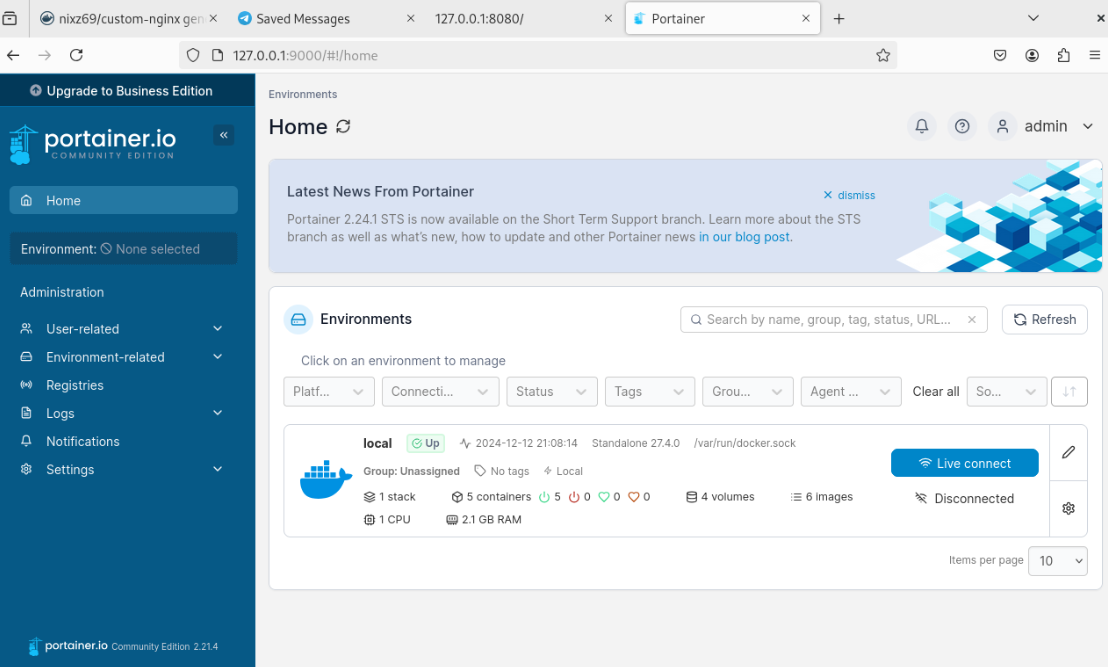 nixz69/custom-nginx gen
Saved Messages
127.0.0.1:8080/
Portainer
127.0.0.1:9000/#!/home
Upgrade to Business Edition
portainer.io
COMMUNITY EDITION
Home
Environment: None selected
Administration
User-related
Environment-related
Registries
Logs
Notifications
Settings
portainer.io Community Edition 2.21.4
Environments
Home
admin
Latest News From Portainer
dismiss
Portainer 2.24.1 STS is now available on the Short Term Support branch. Learn more about the STS
branch as well as what's new, how to update and other Portainer news in our blog post.
Environments
Search by name, group, tag, status, URL...
Refresh
Click on an environment to manage
Platf... Connecti... Status Tags Grou... Agent ... Clear all So...
local Up 2024-12-12 21:08:14 Standalone 27.4.0 /var/run/docker.sock
Group: Unassigned No tags Local
Live connect
1 stack 5 containers 5 0 0 0 4 volumes 6 images
Disconnected
1 CPU 2.1 GB RAM
Items per page 10